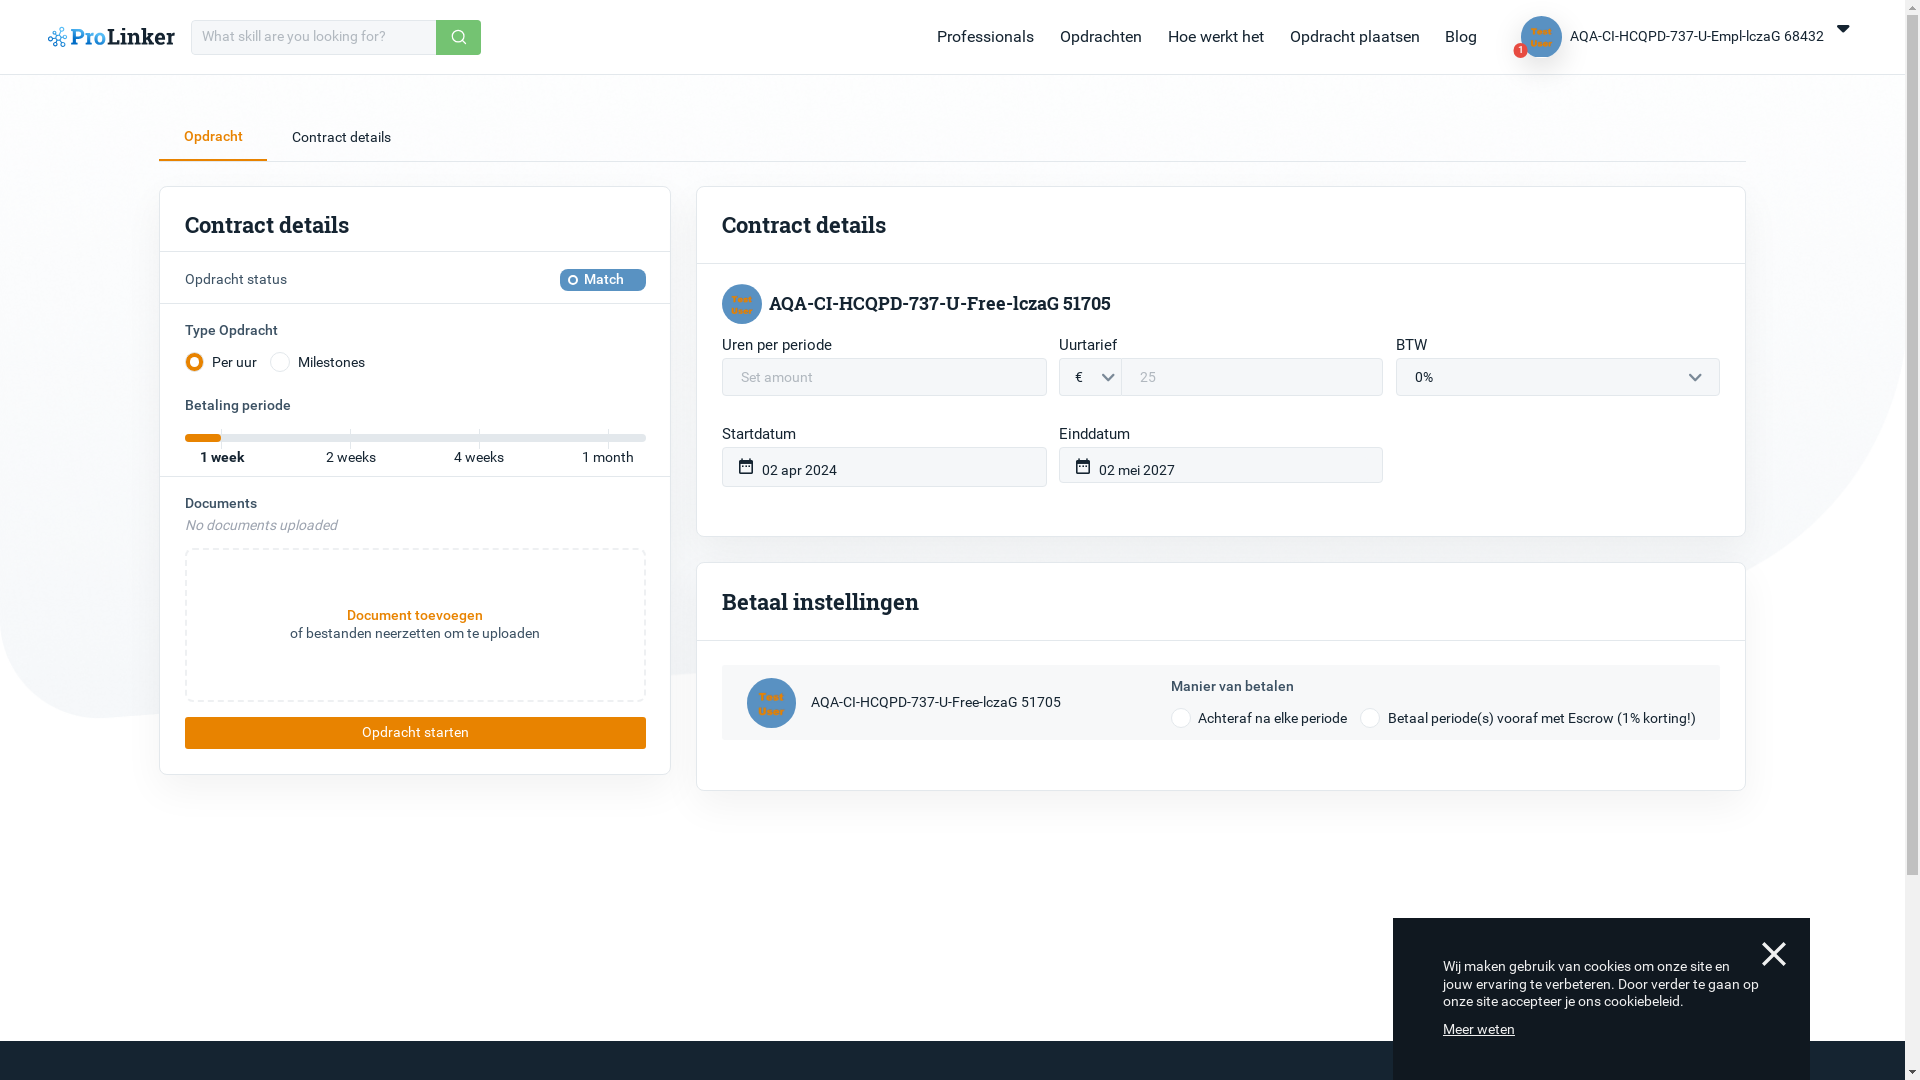 ProLinker
What skill are you looking for?
Professionals
Opdrachten
Hoe werkt het
Opdracht plaatsen
Blog
Test
User
1
AQA-CI-HCQPD-737-U-Empl-lczaG 68432
Opdracht
Contract details
Contract details
Opdracht status
Match
Type Opdracht
Per uur
Milestones
Betaling periode
1 week
2 weeks
4 weeks
1 month
Documents
No documents uploaded
Document toevoegen
of bestanden neerzetten om te uploaden
Opdracht starten
Contract details
Test
User
AQA-CI-HCQPD-737-U-Free-lczaG 51705
Uren per periode
Uurtarief
BTW
Set amount
€
25
0%
Startdatum
Einddatum
02 apr 2024
02 mei 2027
Betaal instellingen
Test
User
AQA-CI-HCQPD-737-U-Free-lczaG 51705
Manier van betalen
Achteraf na elke periode
Betaal periode(s) vooraf met Escrow (1% korting!)
Wij maken gebruik van cookies om onze site en
jouw ervaring te verbeteren. Door verder te gaan op
onze site accepteer je ons cookiebeleid.
Meer weten